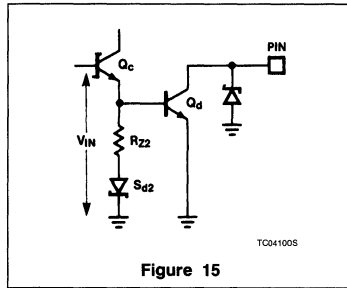 PIN
Qc
Qd
VIN
RZ2
Sd2
TC04100S
Figure 15